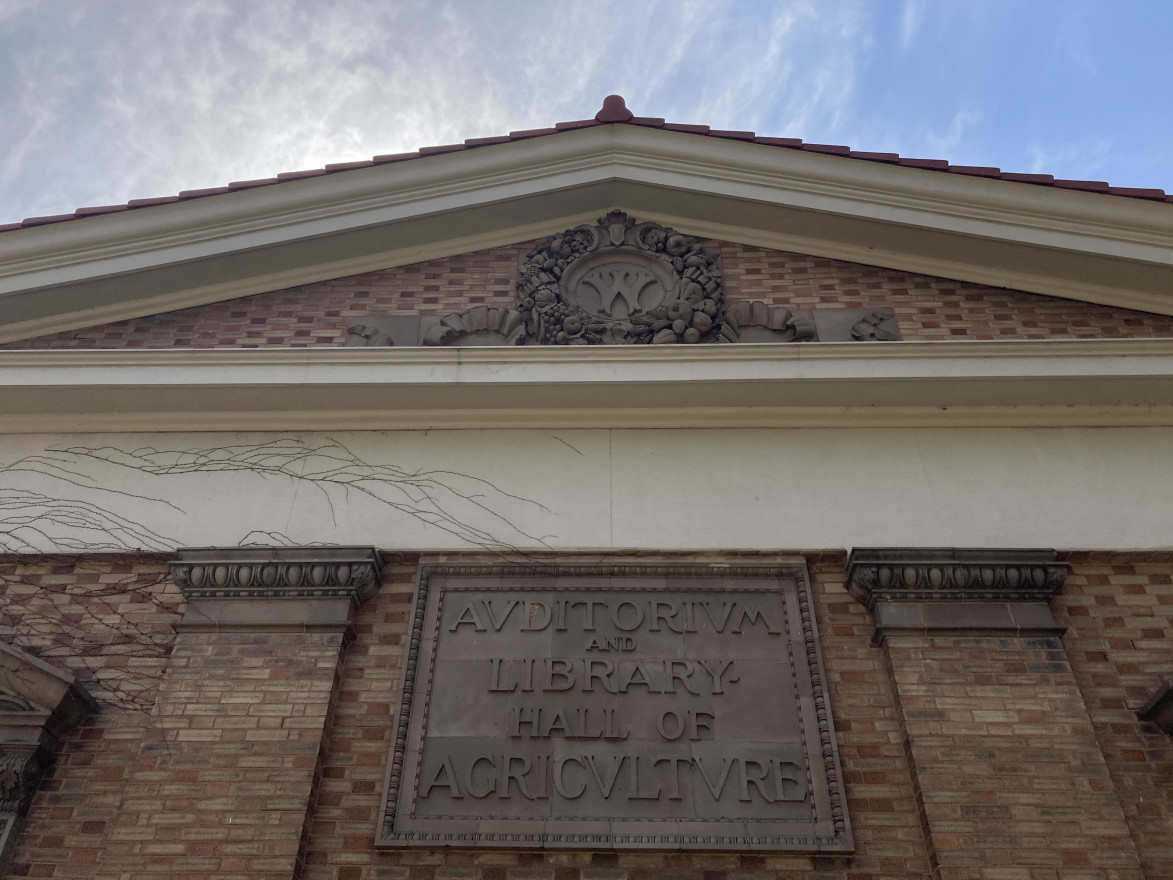 W
AVDITORIVM
AND
LIBRARY-
HALL OF
AGRICVLTVRE